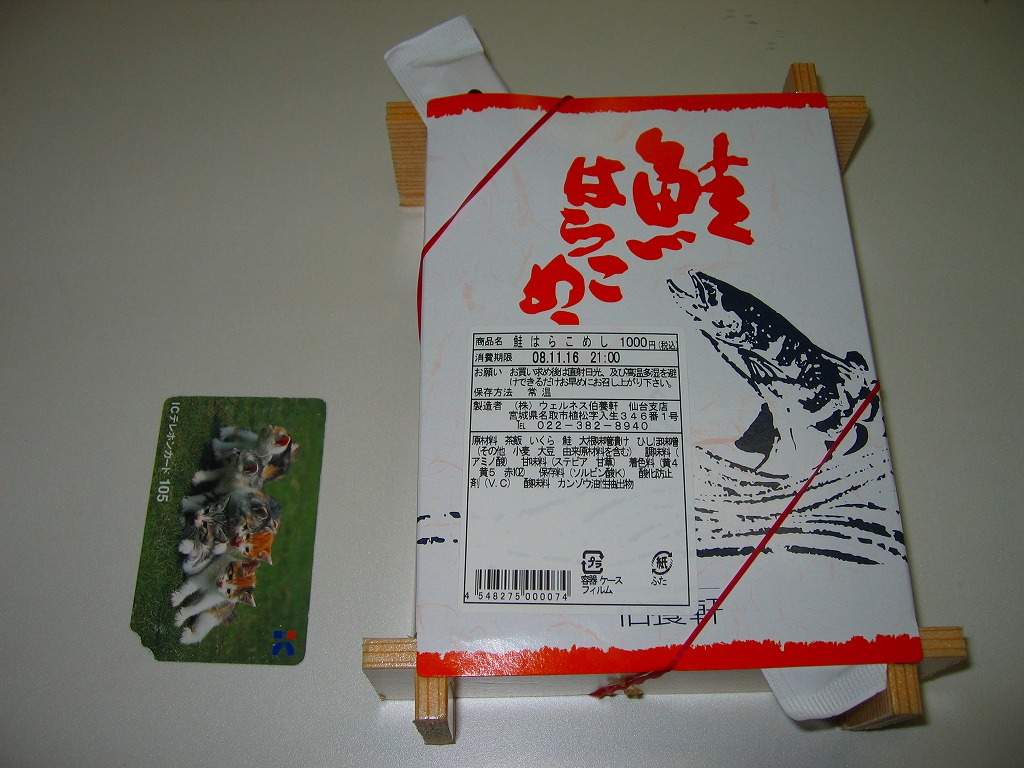 鮭
はらこめし
商品名 鮭はらこめし 1000円(税込)
消費期限 08.11.16 21:00
お願い お買い求め後は直射日光、及び高温多湿を避
けできるだけお早めにお召し上がり下さい。
保存方法 常温
製造者 (株)ウェルネス伯養軒 仙台支店
宮城県名取市植松字入生346番1号
TEL 022-382-8940
原材料 茶飯 いくら 鮭 大根味噌漬け ひしほ味噌
(その他 小麦 大豆 由来原材料を含む) 調味料(
アミノ酸) 甘味料(ステビア 甘草) 着色料(黄4
黄5 赤102) 保存料(ソルビン酸K) 酸化防止
剤(V.C) 酸味料 カンゾウ油性抽出物
プラ
容器 ケース
フィルム
紙
ふた
4 548275 000074
ICテレホンカード 105